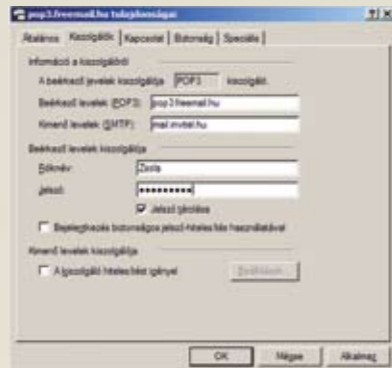 pop3.freemail.hu tulajdonságai
Általános Kiszolgálók Kapcsolat Biztonság Speciális
Információ a kiszolgálóról
A beérkező levelek kiszolgálója POP3 kiszolgáló.
Beérkező levelek (POP3): pop3.freemail.hu
Kimenő levelek (SMTP): mail.invitel.hu
Beérkező levelek kiszolgálója
Fióknév: Zsola
Jelszó: •••••••••
Jelszó tárolása
Bejelentkezés biztonságos jelszó-hitelesítés használatával
Kimenő levelek kiszolgálója
A kiszolgáló hitelesítést igényel Beállítások...
OK Mégse Alkalmaz